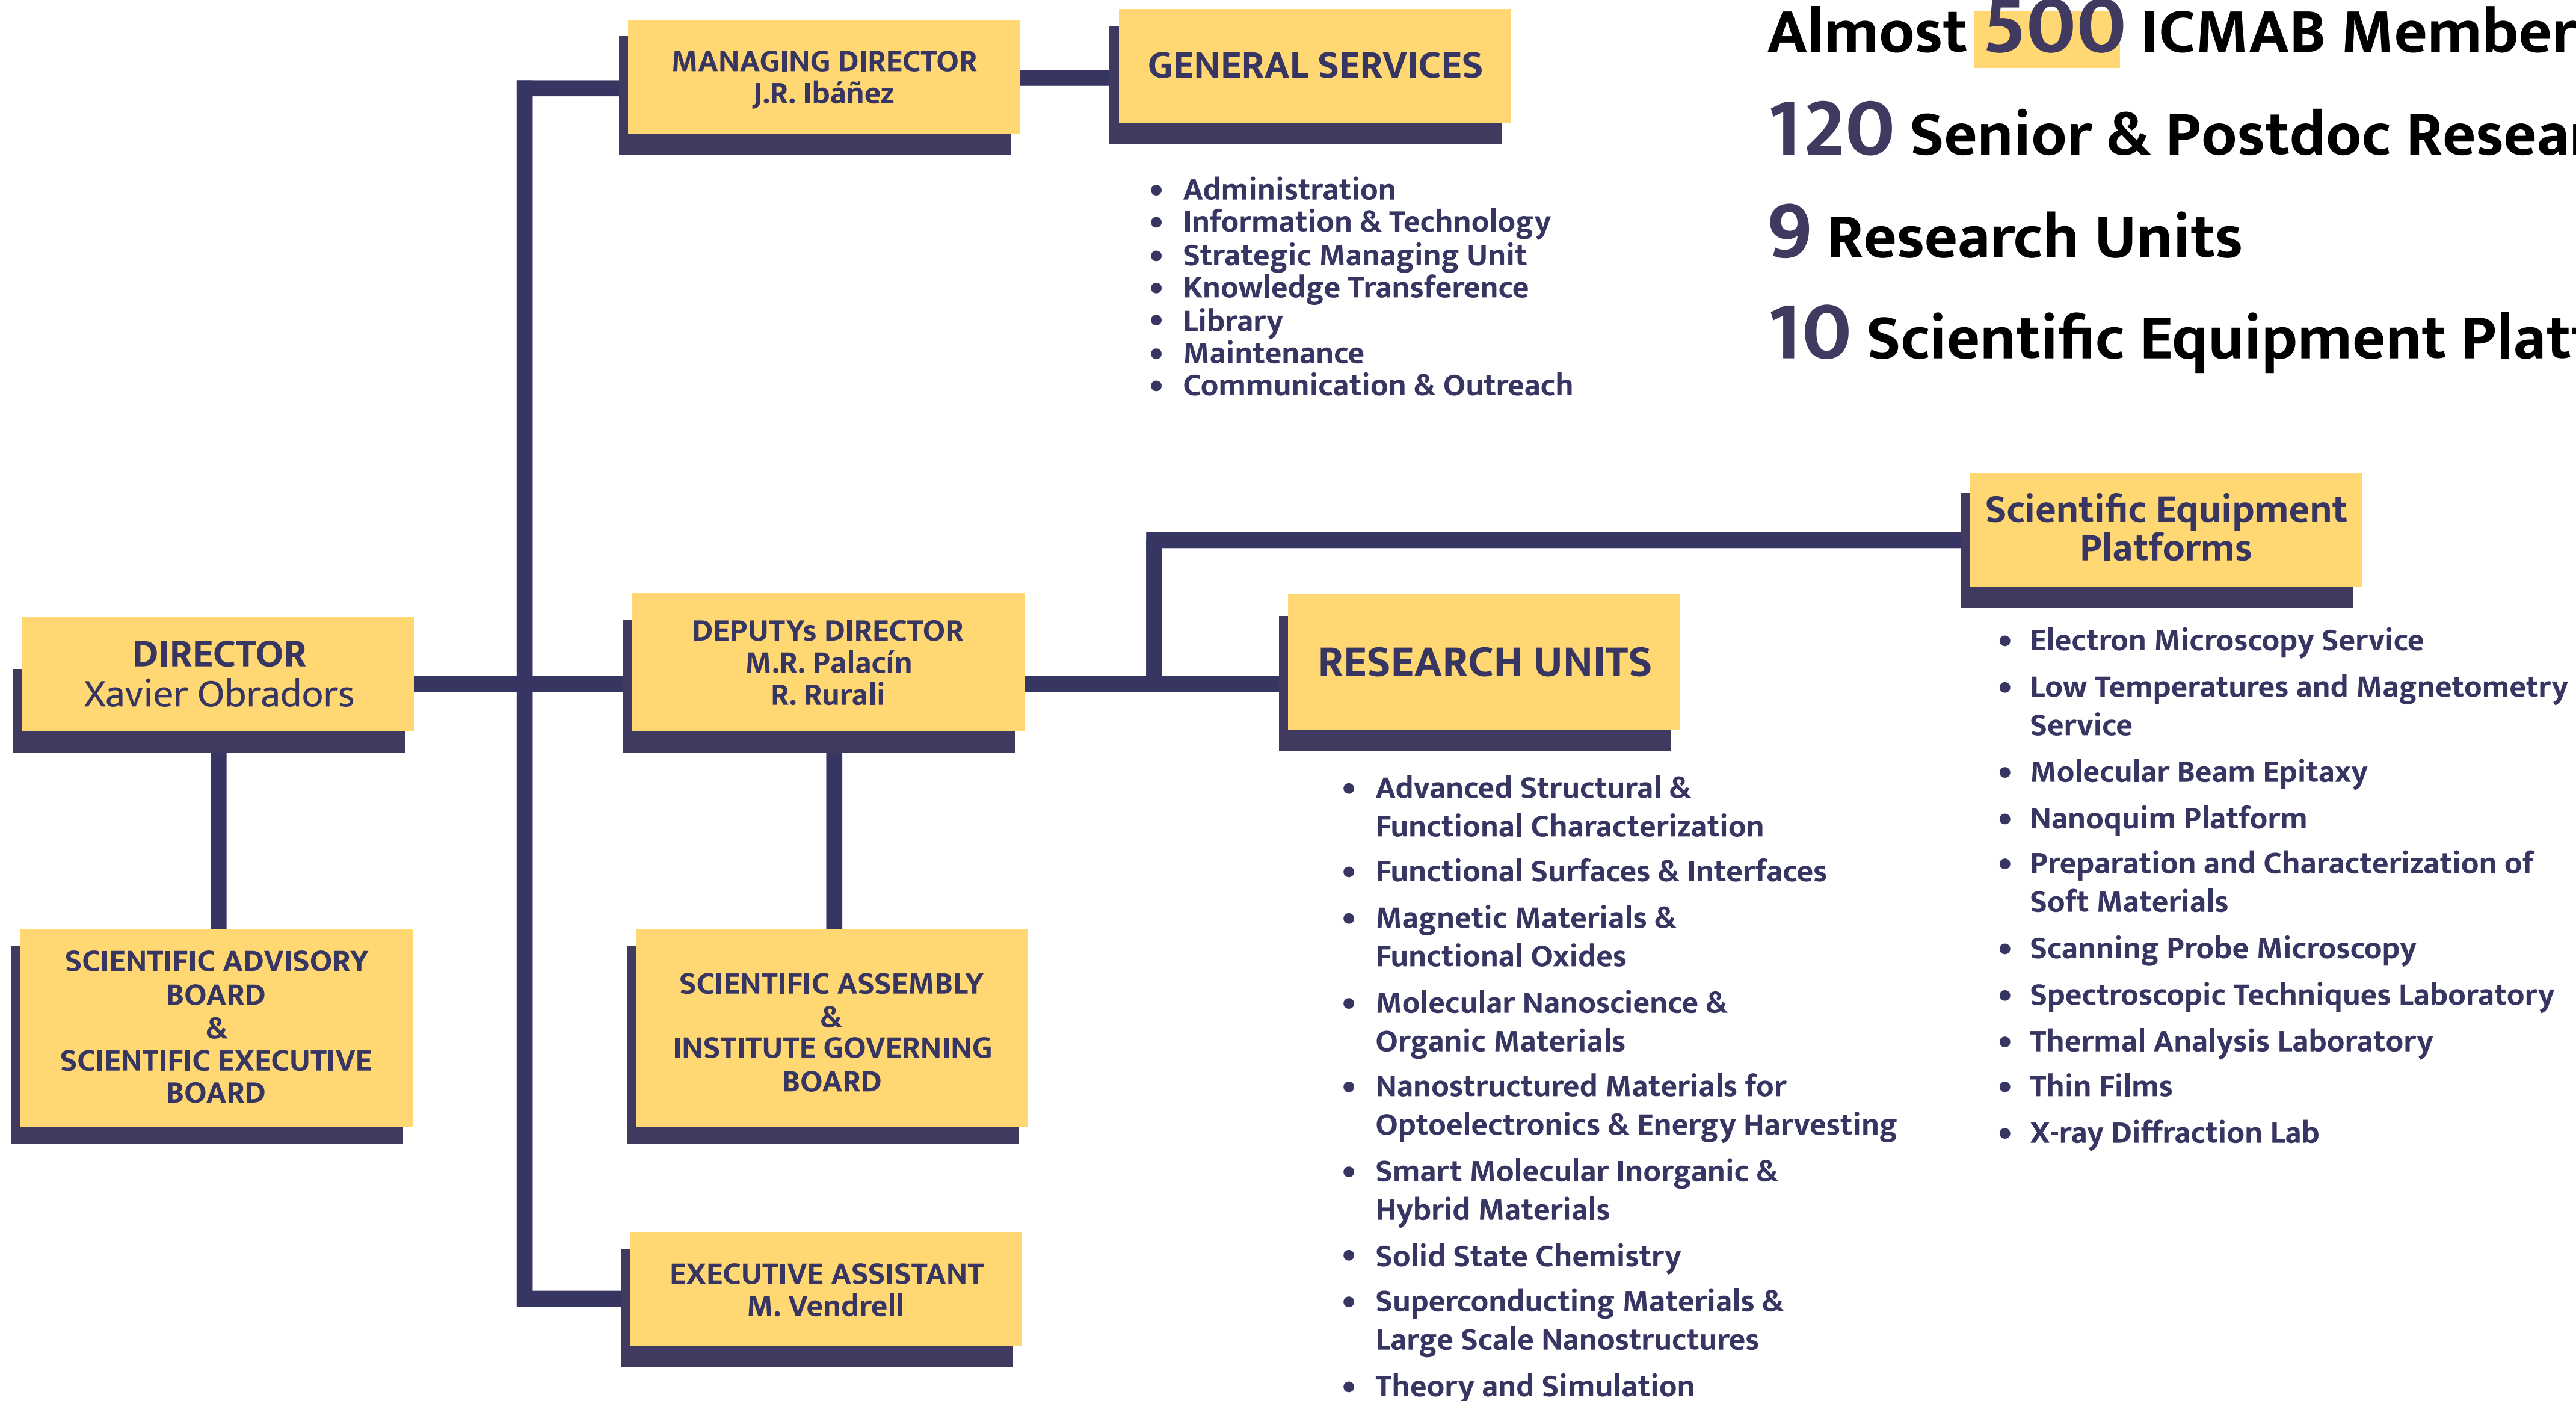 MANAGING DIRECTOR
J.R. Ibáñez
GENERAL SERVICES
• Administration
• Information & Technology
• Strategic Managing Unit
• Knowledge Transference
• Library
• Maintenance
• Communication & Outreach
Almost 500 ICMAB
120 Senior & Postdoc
9 Research Units
10 Scientific Equipment
Scientific Equipment
Platforms
• Electron Microscopy Service
• Low Temperatures and Magnetometry
Service
• Molecular Beam Epitaxy
• Nanoquim Platform
• Preparation and Characterization of
Soft Materials
• Scanning Probe Microscopy
• Spectroscopic Techniques Laboratory
• Thermal Analysis Laboratory
• Thin Films
• X-ray Diffraction Lab
DIRECTOR
Xavier Obradors
DEPUTYs DIRECTOR
M.R. Palacín
R. Rurali
RESEARCH UNITS
• Advanced Structural &
Functional Characterization
• Functional Surfaces & Interfaces
• Magnetic Materials &
Functional Oxides
• Molecular Nanoscience &
Organic Materials
• Nanostructured Materials for
Optoelectronics & Energy Harvesting
• Smart Molecular Inorganic &
Hybrid Materials
• Solid State Chemistry
• Superconducting Materials &
Large Scale Nanostructures
• Theory and Simulation
SCIENTIFIC ADVISORY
BOARD
&
SCIENTIFIC EXECUTIVE
BOARD
SCIENTIFIC ASSEMBLY
&
INSTITUTE GOVERNING
BOARD
EXECUTIVE ASSISTANT
M. Vendrell